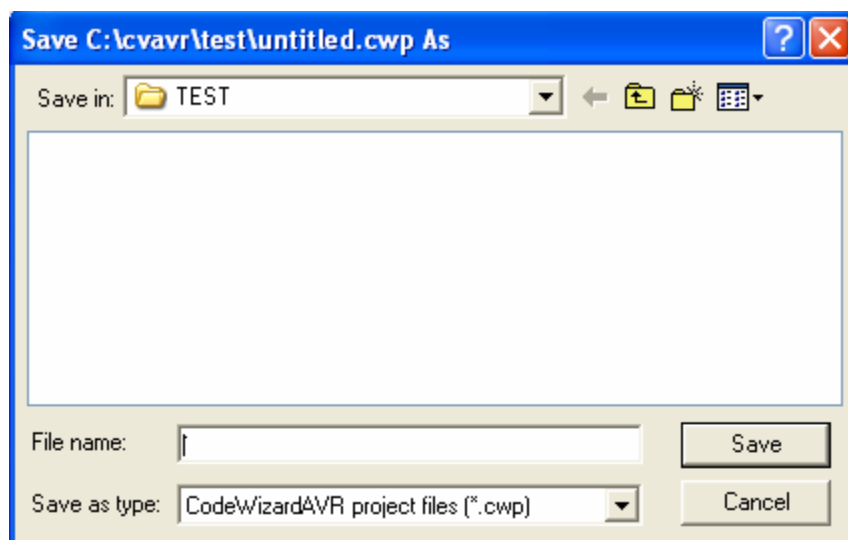 Save C:\cvavr\test\untitled.cwp As
Save in: TEST
File name: Save
Save as type: CodeWizardAVR project files (*.cwp) Cancel